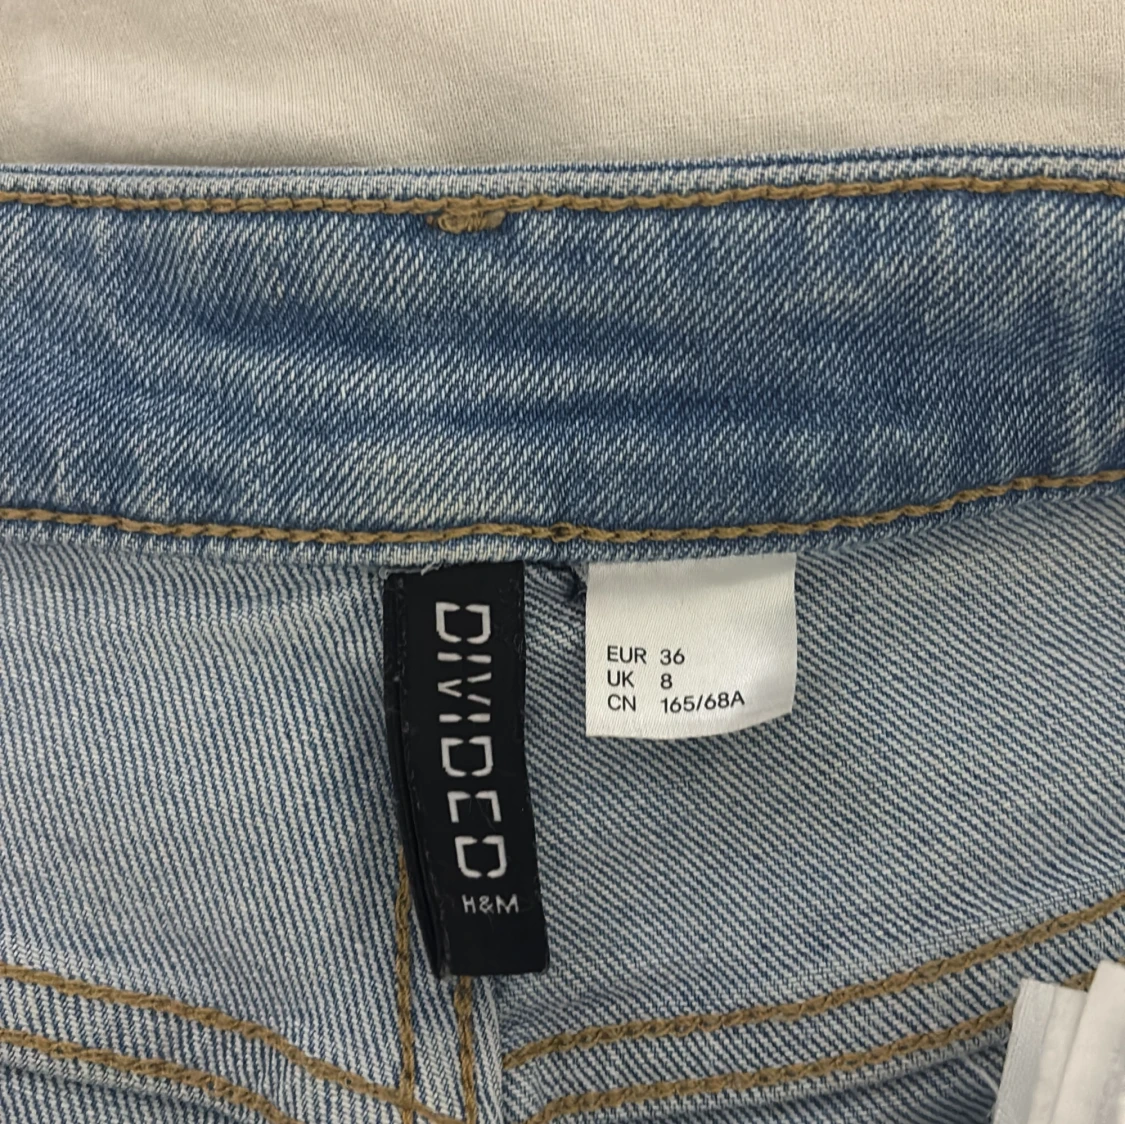 DIVIDED
H&M
EUR 36
UK 8
CN 165/68A